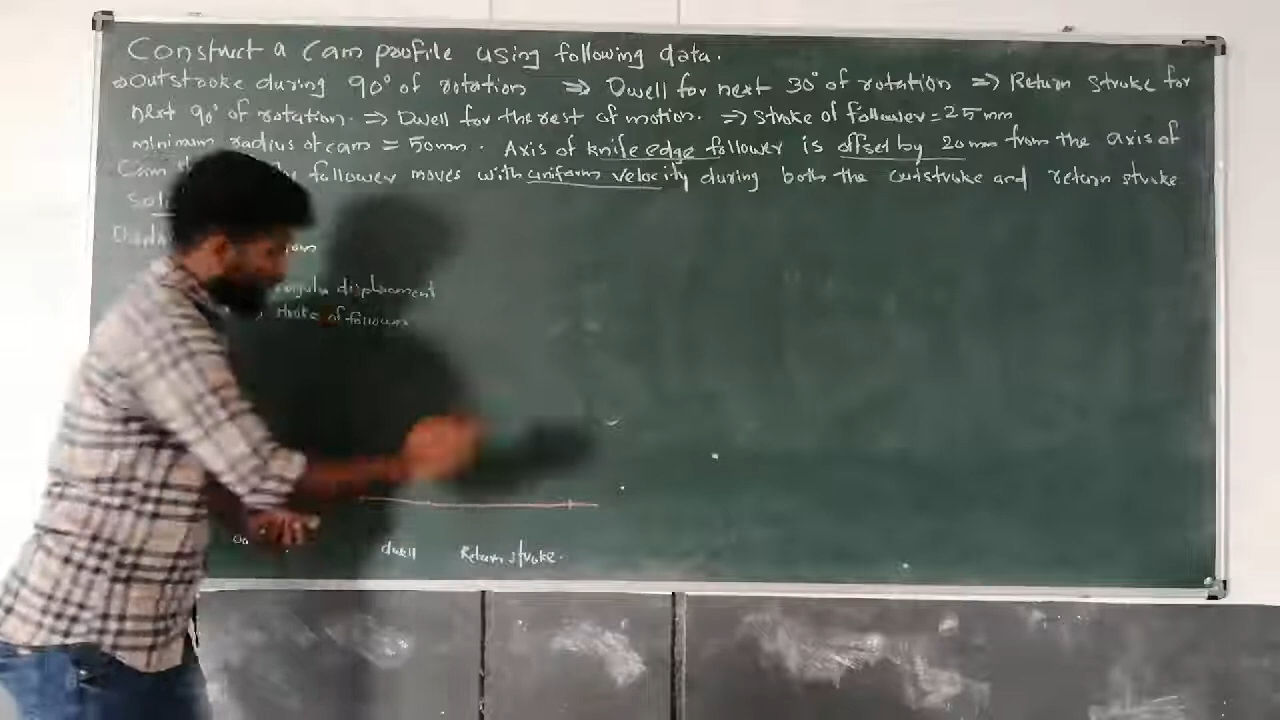 Construct a Cam profile using following data.
⇒ Outstroke during 90° of rotation ⇒ Dwell for next 30° of rotation ⇒ Return Stroke for
next 90° of rotation. ⇒ Dwell for the rest of motion. ⇒ Stroke of follower = 25mm
minimum radius of cam = 50mm. Axis of knife edge follower is offset by 20mm from the axis of
Cam follower moves with uniform velocity during both the outstroke and return stroke
displacement
stroke of follower
dwell Return stroke.